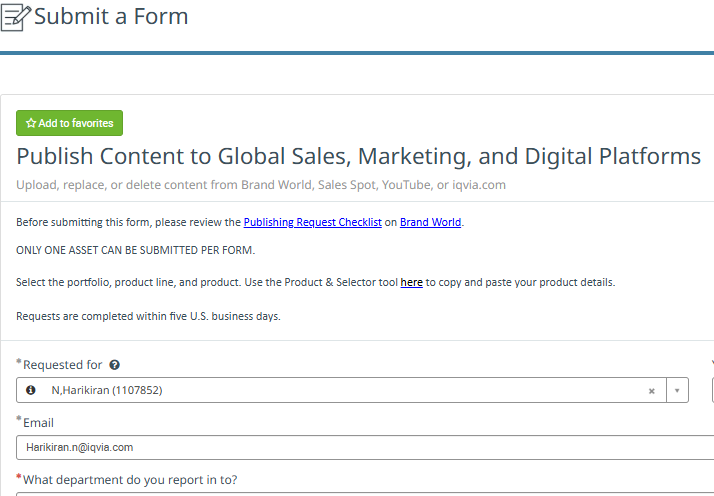 Submit a Form
Add to favorites
Publish Content to Global Sales, Marketing, and Digital Platforms
Upload, replace, or delete content from Brand World, Sales Spot, YouTube, or iqvia.com
Before submitting this form, please review the Publishing Request Checklist on Brand World.
ONLY ONE ASSET CAN BE SUBMITTED PER FORM.
Select the portfolio, product line, and product. Use the Product & Selector tool here to copy and paste your product details.
Requests are completed within five U.S. business days.
*Requested for
N,Harikiran (1107852)
*Email
Harikiran.n@iqvia.com
*What department do you report in to?